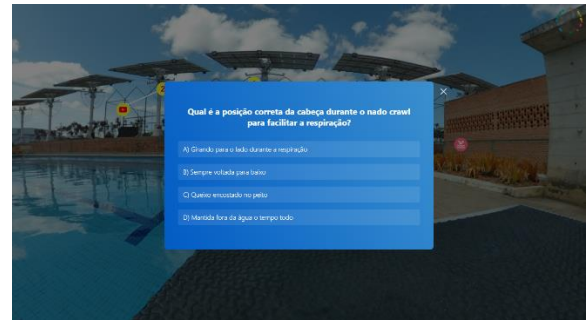 Qual é a posição correta da cabeça durante o nado crawl
para facilitar a respiração?
A) Girando para o lado durante a respiração
B) Sempre voltada para baixo
C) Queixo encostado no peito
D) Mantida fora da água o tempo todo